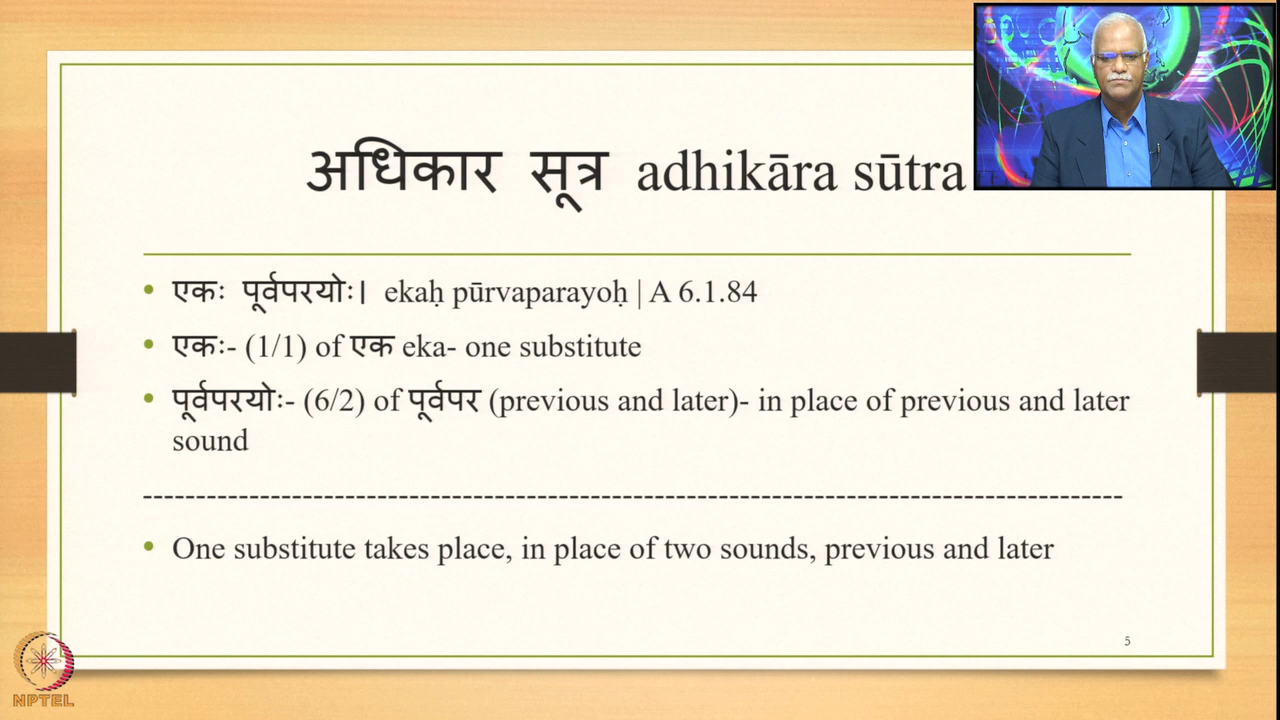 अधिकार सूत्र adhikāra sūtra
एकः पूर्वपरयोः। ekaḥ pūrvaparayoḥ | A 6.1.84
एकः- (1/1) of एक eka- one substitute
पूर्वपरयोः- (6/2) of पूर्वपर (previous and later)- in place of previous and later
sound
One substitute takes place, in place of two sounds, previous and later
5
NPTEL